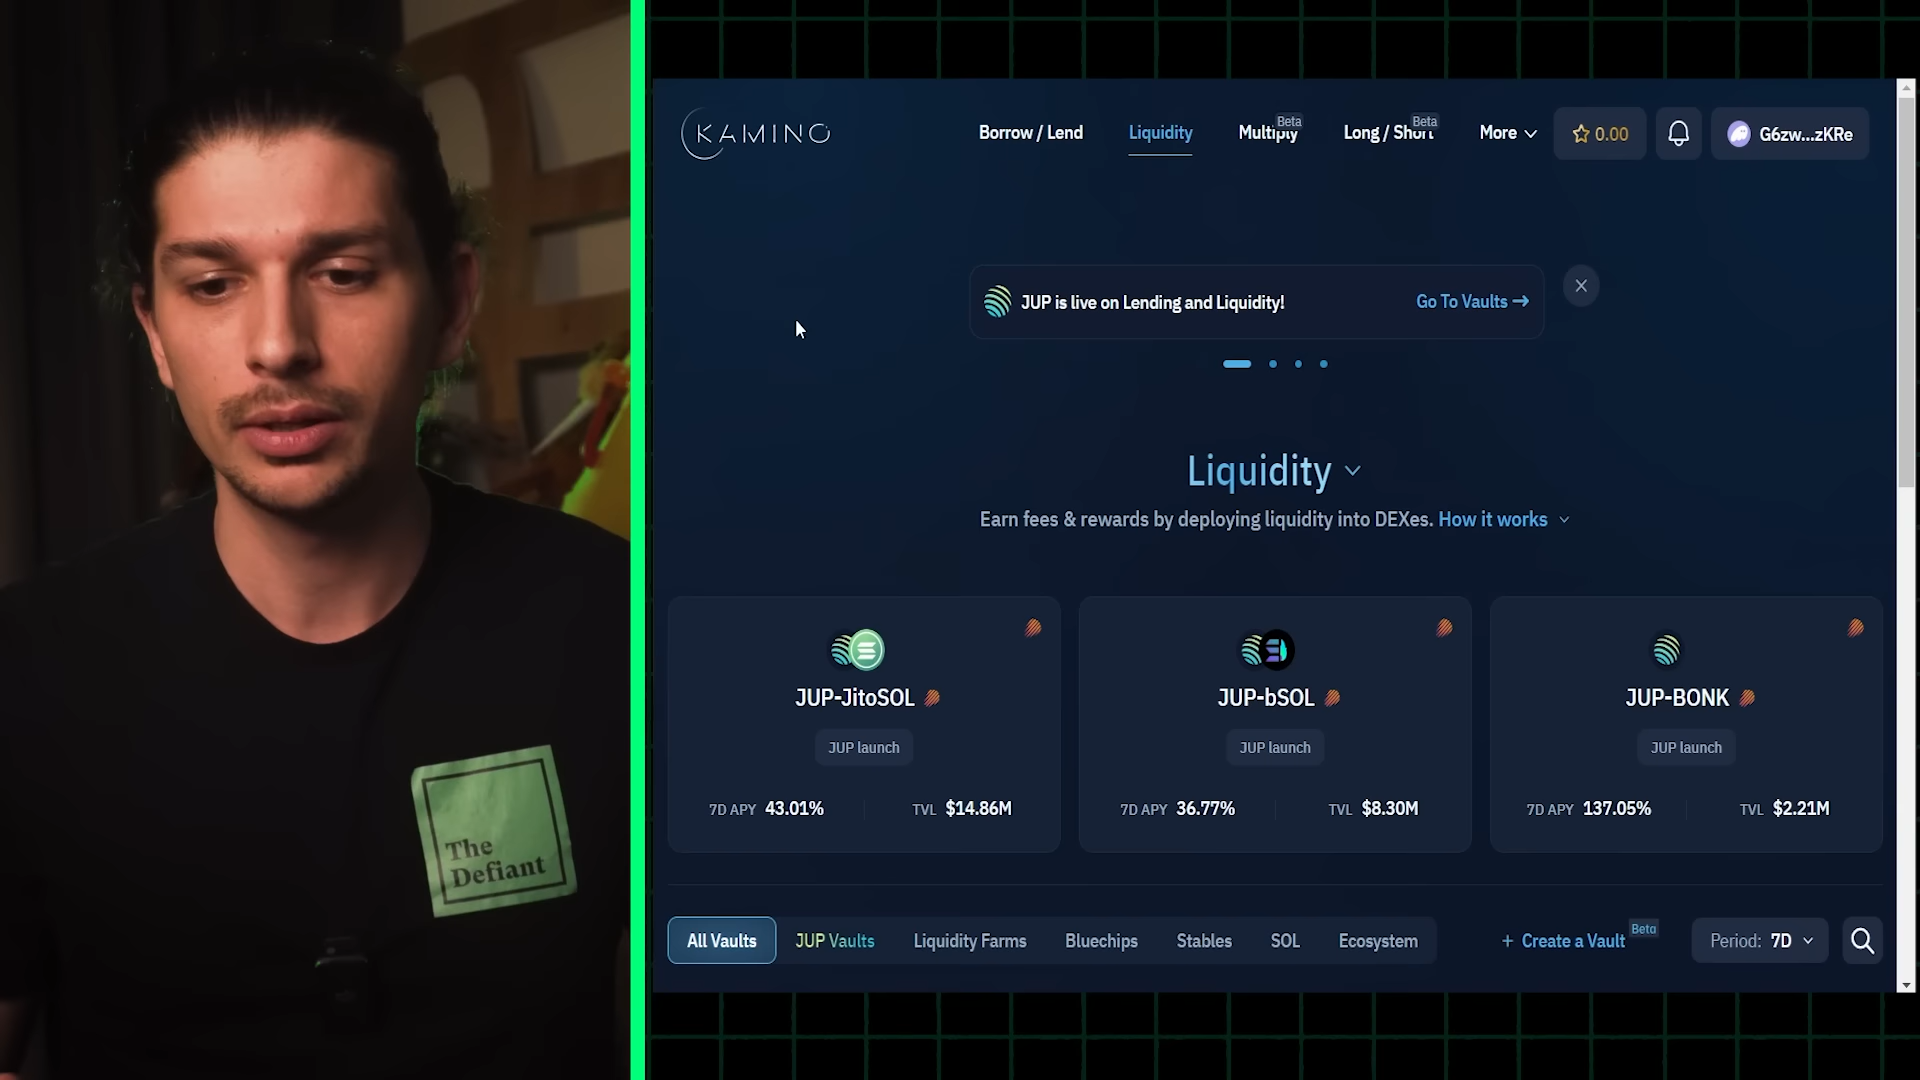 The
Defiant
KAMINO
Borrow / Lend
Liquidity
Multiply
Beta
Long / Short
Beta
More
0.00
G6zw...zKRe
JUP is live on Lending and Liquidity!
Go To Vaults →
Liquidity
Earn fees & rewards by deploying liquidity into DEXes. How it works
JUP-JitoSOL
JUP launch
7D APY 43.01%
TVL $14.86M
JUP-bSOL
JUP launch
7D APY 36.77%
TVL $8.30M
JUP-BONK
JUP launch
7D APY 137.05%
TVL $2.21M
All Vaults
JUP Vaults
Liquidity Farms
Bluechips
Stables
SOL
Ecosystem
+ Create a Vault
Beta
Period: 7D